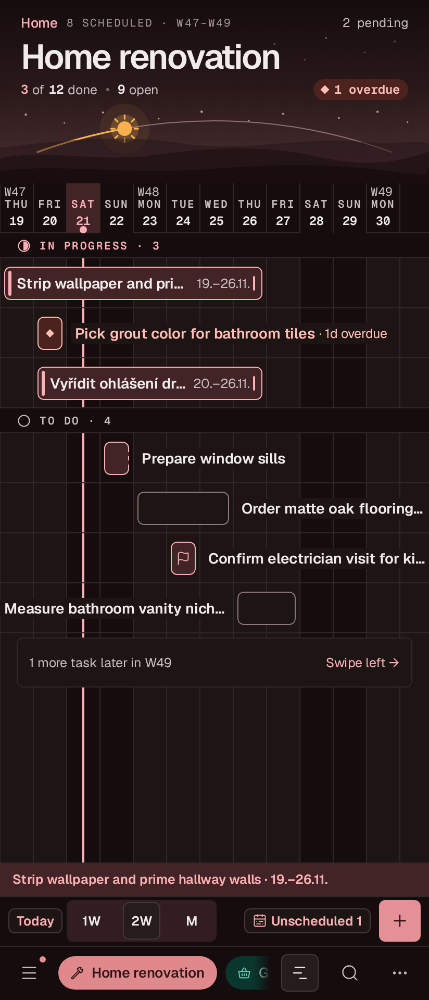 Home 8 SCHEDULED · W47–W49 2 pending
Home renovation
3 of 12 done • 9 open ◆ 1 overdue
W47 W48 W49
THU FRI SAT SUN MON TUE WED THU FRI SAT SUN MON
19 20 21 22 23 24 25 26 27 28 29 30
IN PROGRESS · 3
Strip wallpaper and pri… 19.–26.11.
Pick grout color for bathroom tiles · 1d overdue
Vyřídit ohlášení dr… 20.–26.11.
TO DO · 4
Prepare window sills
Order matte oak flooring…
Confirm electrician visit for ki…
Measure bathroom vanity nich…
1 more task later in W49 Swipe left →
Strip wallpaper and prime hallway walls · 19.–26.11.
Today 1W 2W M Unscheduled 1 +
Home renovation G